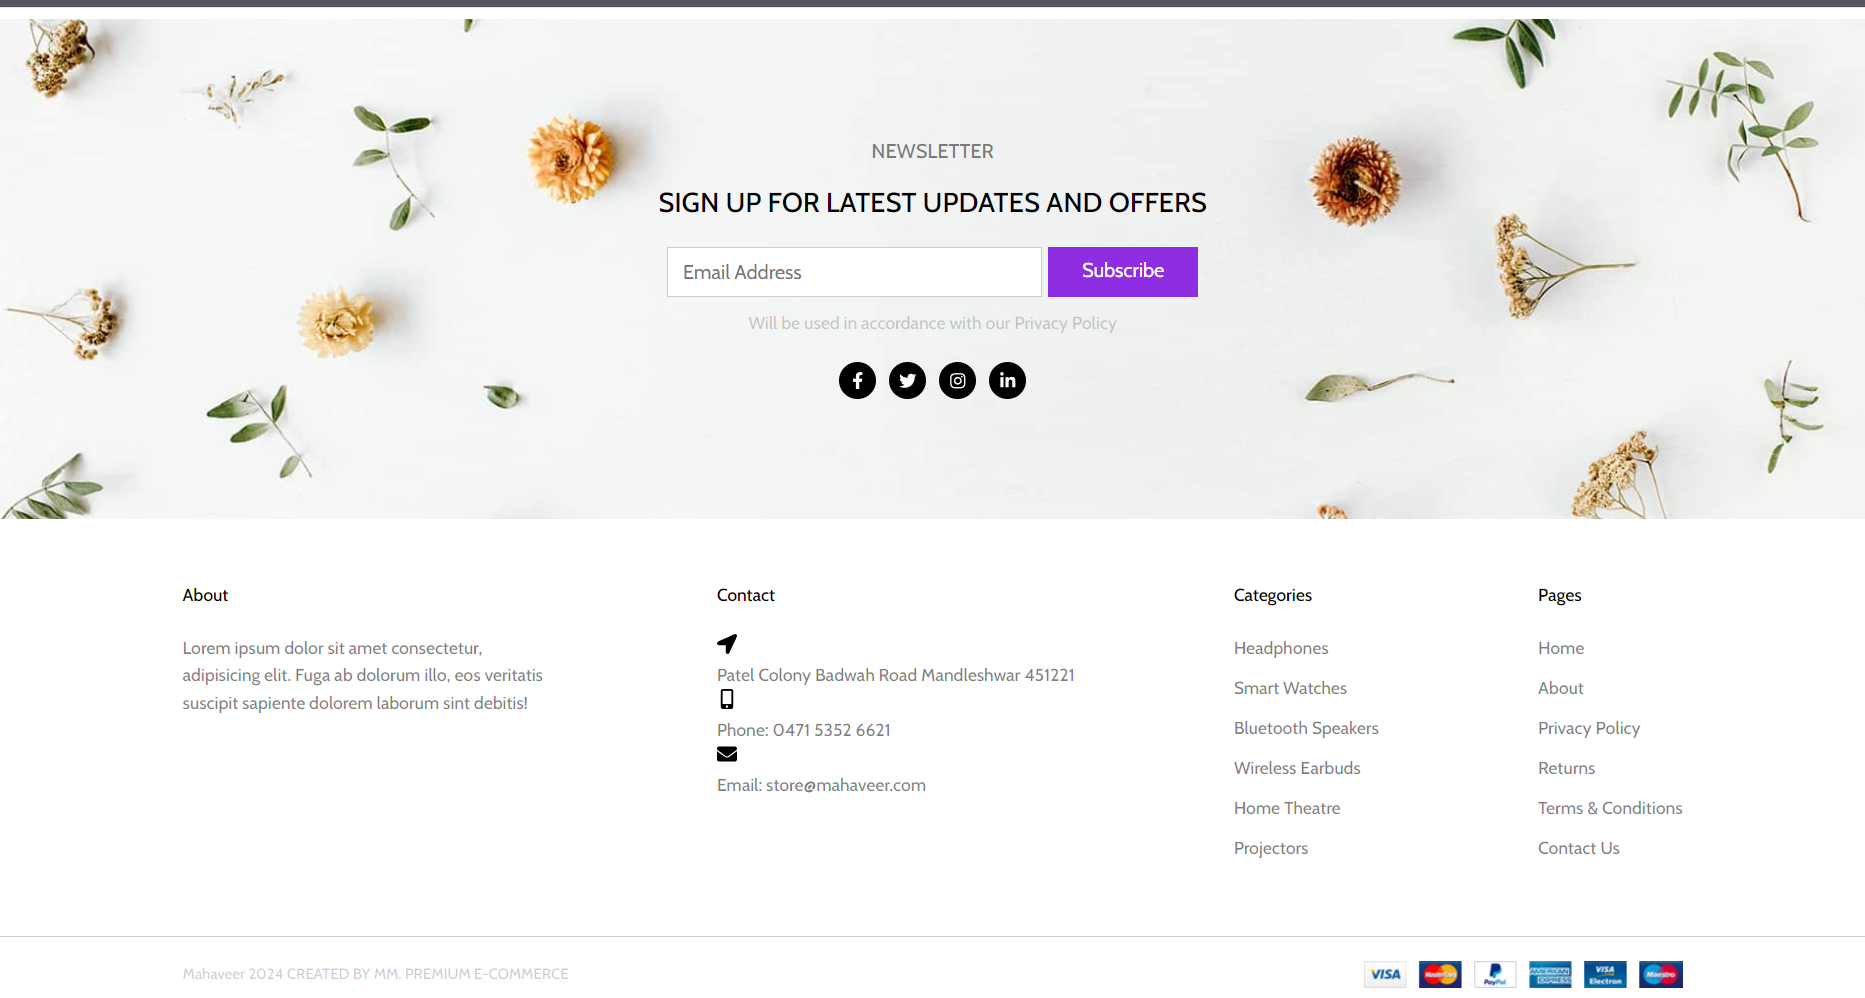 NEWSLETTER
SIGN UP FOR LATEST UPDATES AND OFFERS
Email Address
Subscribe
Will be used in accordance with our Privacy Policy
About
Lorem ipsum dolor sit amet consectetur,
adipisicing elit. Fuga ab dolorum illo, eos veritatis
suscipit sapiente dolorem laborum sint debitis!
Contact
Patel Colony Badwah Road Mandleshwar 451221
Phone: 0471 5352 6621
Email: store@mahaveer.com
Categories
Headphones
Smart Watches
Bluetooth Speakers
Wireless Earbuds
Home Theatre
Projectors
Pages
Home
About
Privacy Policy
Returns
Terms & Conditions
Contact Us
Mahaveer 2024 CREATED BY MM. PREMIUM E-COMMERCE
VISA
MasterCard
PayPal
AMERICAN
EXPRESS
VISA
Electron
Maestro